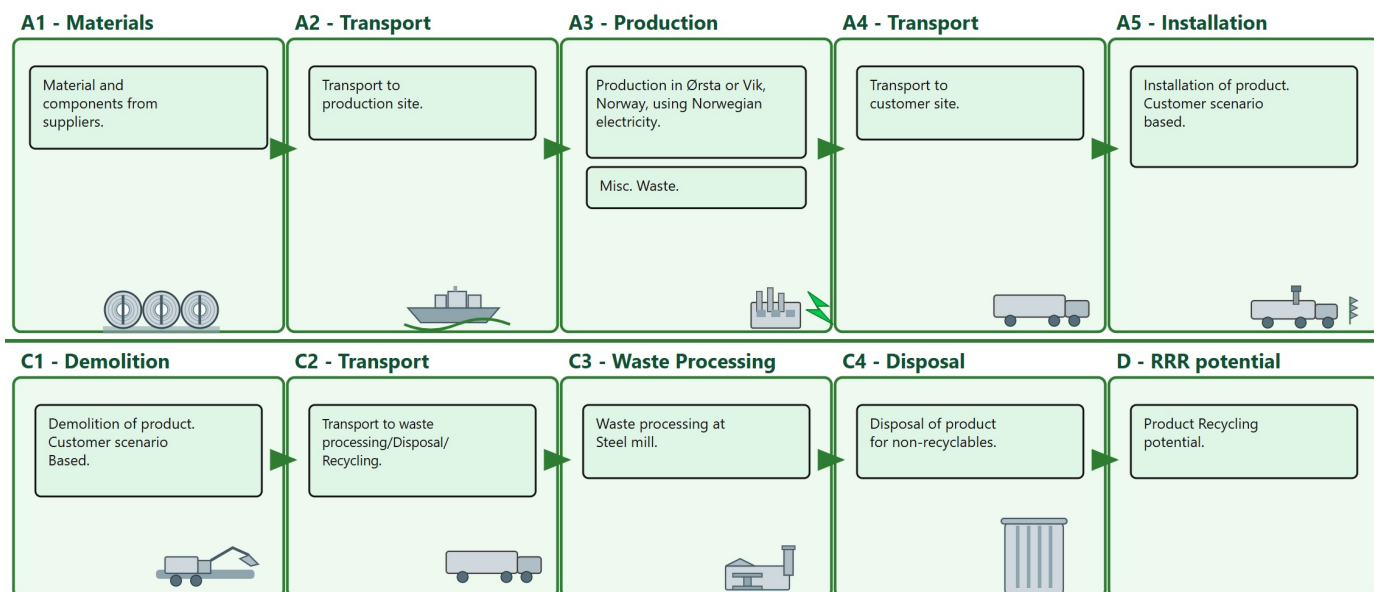 A1 - Materials
Material and
components from
suppliers.
A2 - Transport
Transport to
production site.
A3 - Production
Production in Ørsta or Vik,
Norway, using Norwegian
electricity.
Misc. Waste.
A4 - Transport
Transport to
customer site.
A5 - Installation
Installation of product.
Customer scenario
based.
C1 - Demolition
Demolition of product.
Customer scenario
Based.
C2 - Transport
Transport to waste
processing/Disposal/
Recycling.
C3 - Waste Processing
Waste processing at
Steel mill.
C4 - Disposal
Disposal of product
for non-recyclables.
D - RRR potential
Product Recycling
potential.